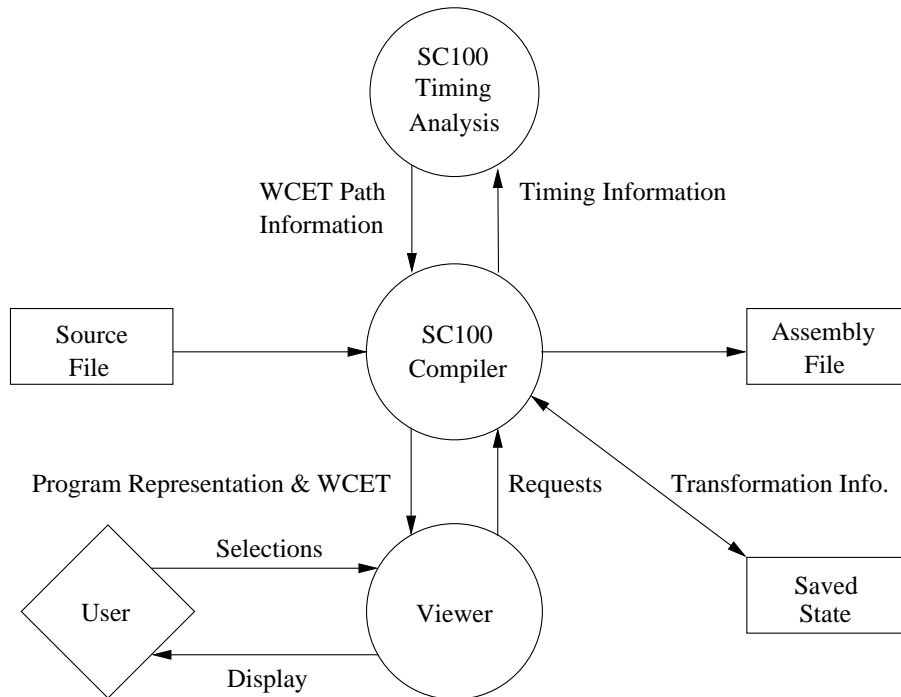 SC100
Timing
Analysis
WCET Path
Information
Timing Information
Source
File
SC100
Compiler
Assembly
File
Program Representation & WCET
Requests
Transformation Info.
Selections
User
Viewer
Saved
State
Display